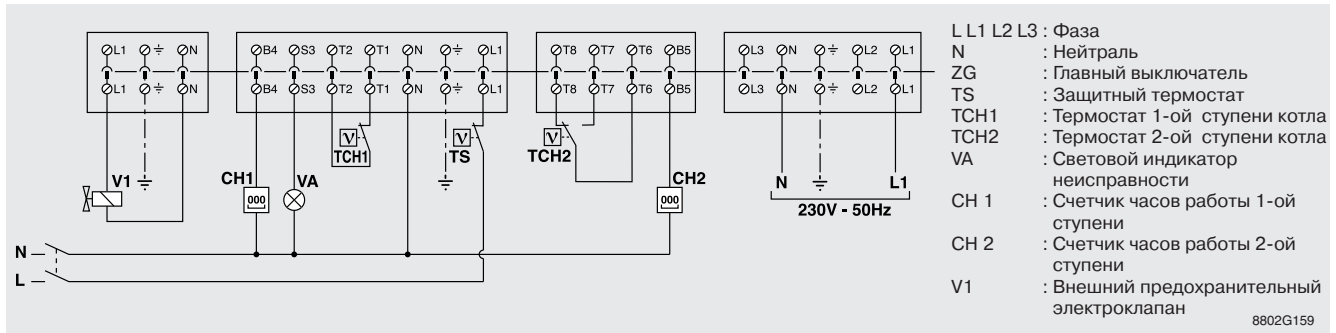 L1 ⏚ N B4 S3 T2 T1 N ⏚ L1 T8 T7 T6 B5 L3 N ⏚ L2 L1
L1 ⏚ N B4 S3 T2 T1 N ⏚ L1 T8 T7 T6 B5 L3 N ⏚ L2 L1
TCH1 TS TCH2
V1 CH1 VA CH2 N L1
000 000
230V - 50Hz
N
L
L L1 L2 L3 : Фаза
N : Нейтраль
ZG : Главный выключатель
TS : Защитный термостат
TCH1 : Термостат 1-ой ступени котла
TCH2 : Термостат 2-ой ступени котла
VA : Световой индикатор
неисправности
CH 1 : Счетчик часов работы 1-ой
ступени
CH 2 : Счетчик часов работы 2-ой
ступени
V1 : Внешний предохранительный
электроклапан
8802G159